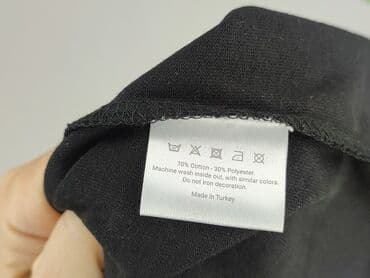 70% Cotton - 30% Polyester
Machine wash inside out, with similar colors.
Do not iron decoration.
Made in Turkey